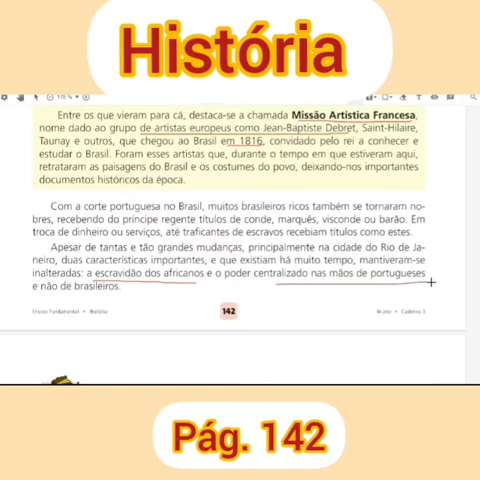 História
176 %
Entre os que vieram para cá, destaca-se a chamada Missão Artística Francesa,
nome dado ao grupo de artistas europeus como Jean-Baptiste Debret, Saint-Hilaire,
Taunay e outros, que chegou ao Brasil em 1816, convidado pelo rei a conhecer e
estudar o Brasil. Foram esses artistas que, durante o tempo em que estiveram aqui,
retrataram as paisagens do Brasil e os costumes do povo, deixando-nos importantes
documentos históricos da época.
Com a corte portuguesa no Brasil, muitos brasileiros ricos também se tornaram no-
bres, recebendo do príncipe regente títulos de conde, marquês, visconde ou barão. Em
troca de dinheiro ou serviços, até traficantes de escravos recebiam títulos como estes.
Apesar de tantas e tão grandes mudanças, principalmente na cidade do Rio de Ja-
neiro, duas características importantes, e que existiam há muito tempo, mantiveram-se
inalteradas: a escravidão dos africanos e o poder centralizado nas mãos de portugueses
e não de brasileiros.
Ensino Fundamental • História 142 4º ano • Caderno 3
Pág. 142